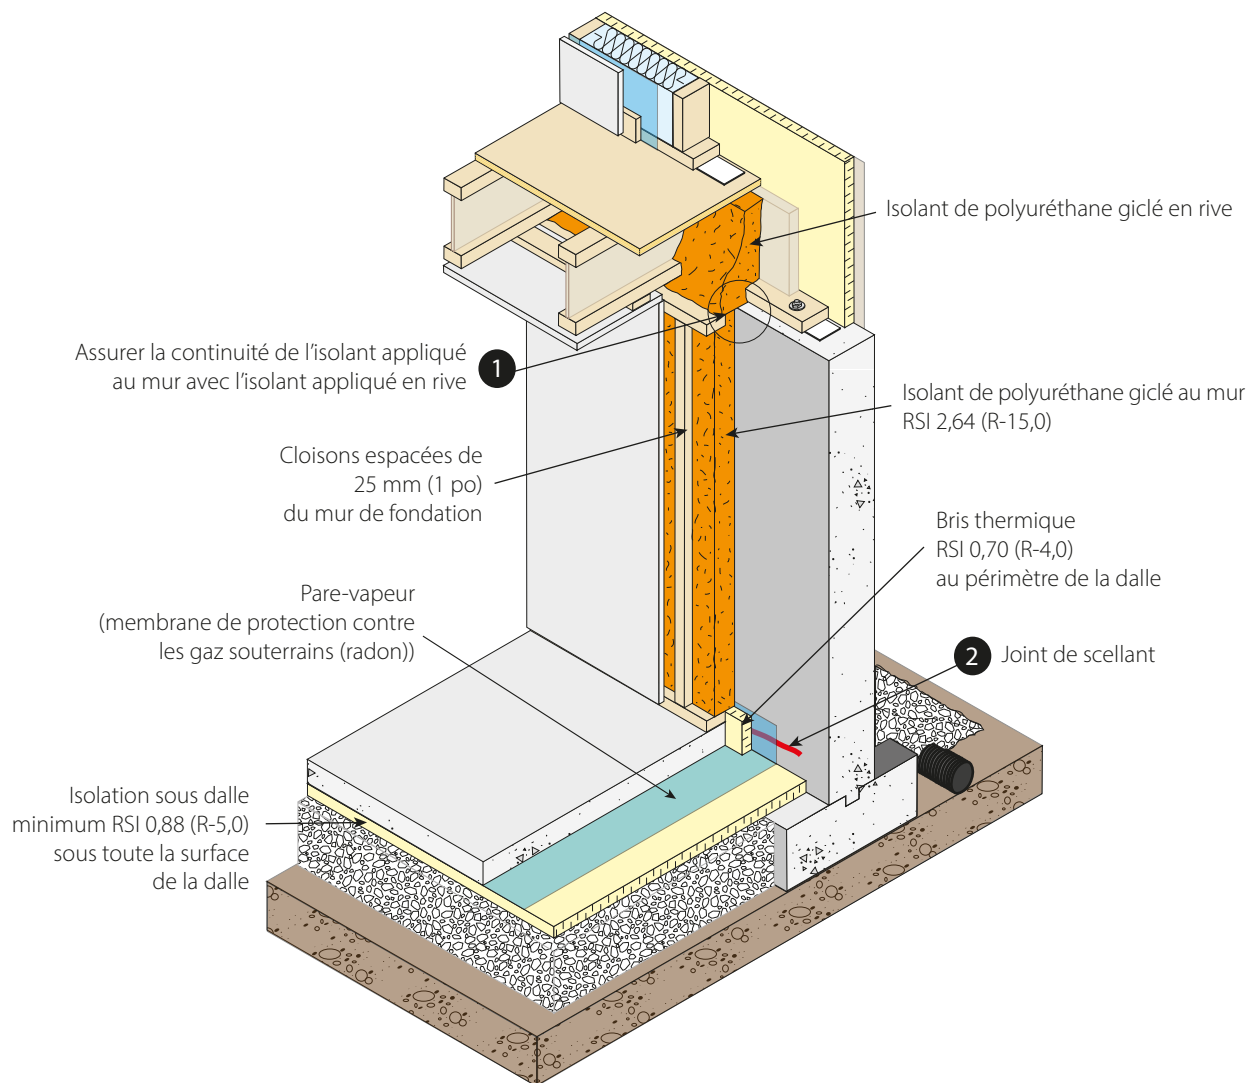 Isolant de polyuréthane giclé en rive
Assurer la continuité de l’isolant appliqué
au mur avec l’isolant appliqué en rive
1
Isolant de polyuréthane giclé au mur
RSI 2,64 (R-15,0)
Cloisons espacées de
25 mm (1 po)
du mur de fondation
Bris thermique
RSI 0,70 (R-4,0)
au périmètre de la dalle
Pare-vapeur
(membrane de protection contre
les gaz souterrains (radon))
2 Joint de scellant
Isolation sous dalle
minimum RSI 0,88 (R-5,0)
sous toute la surface
de la dalle